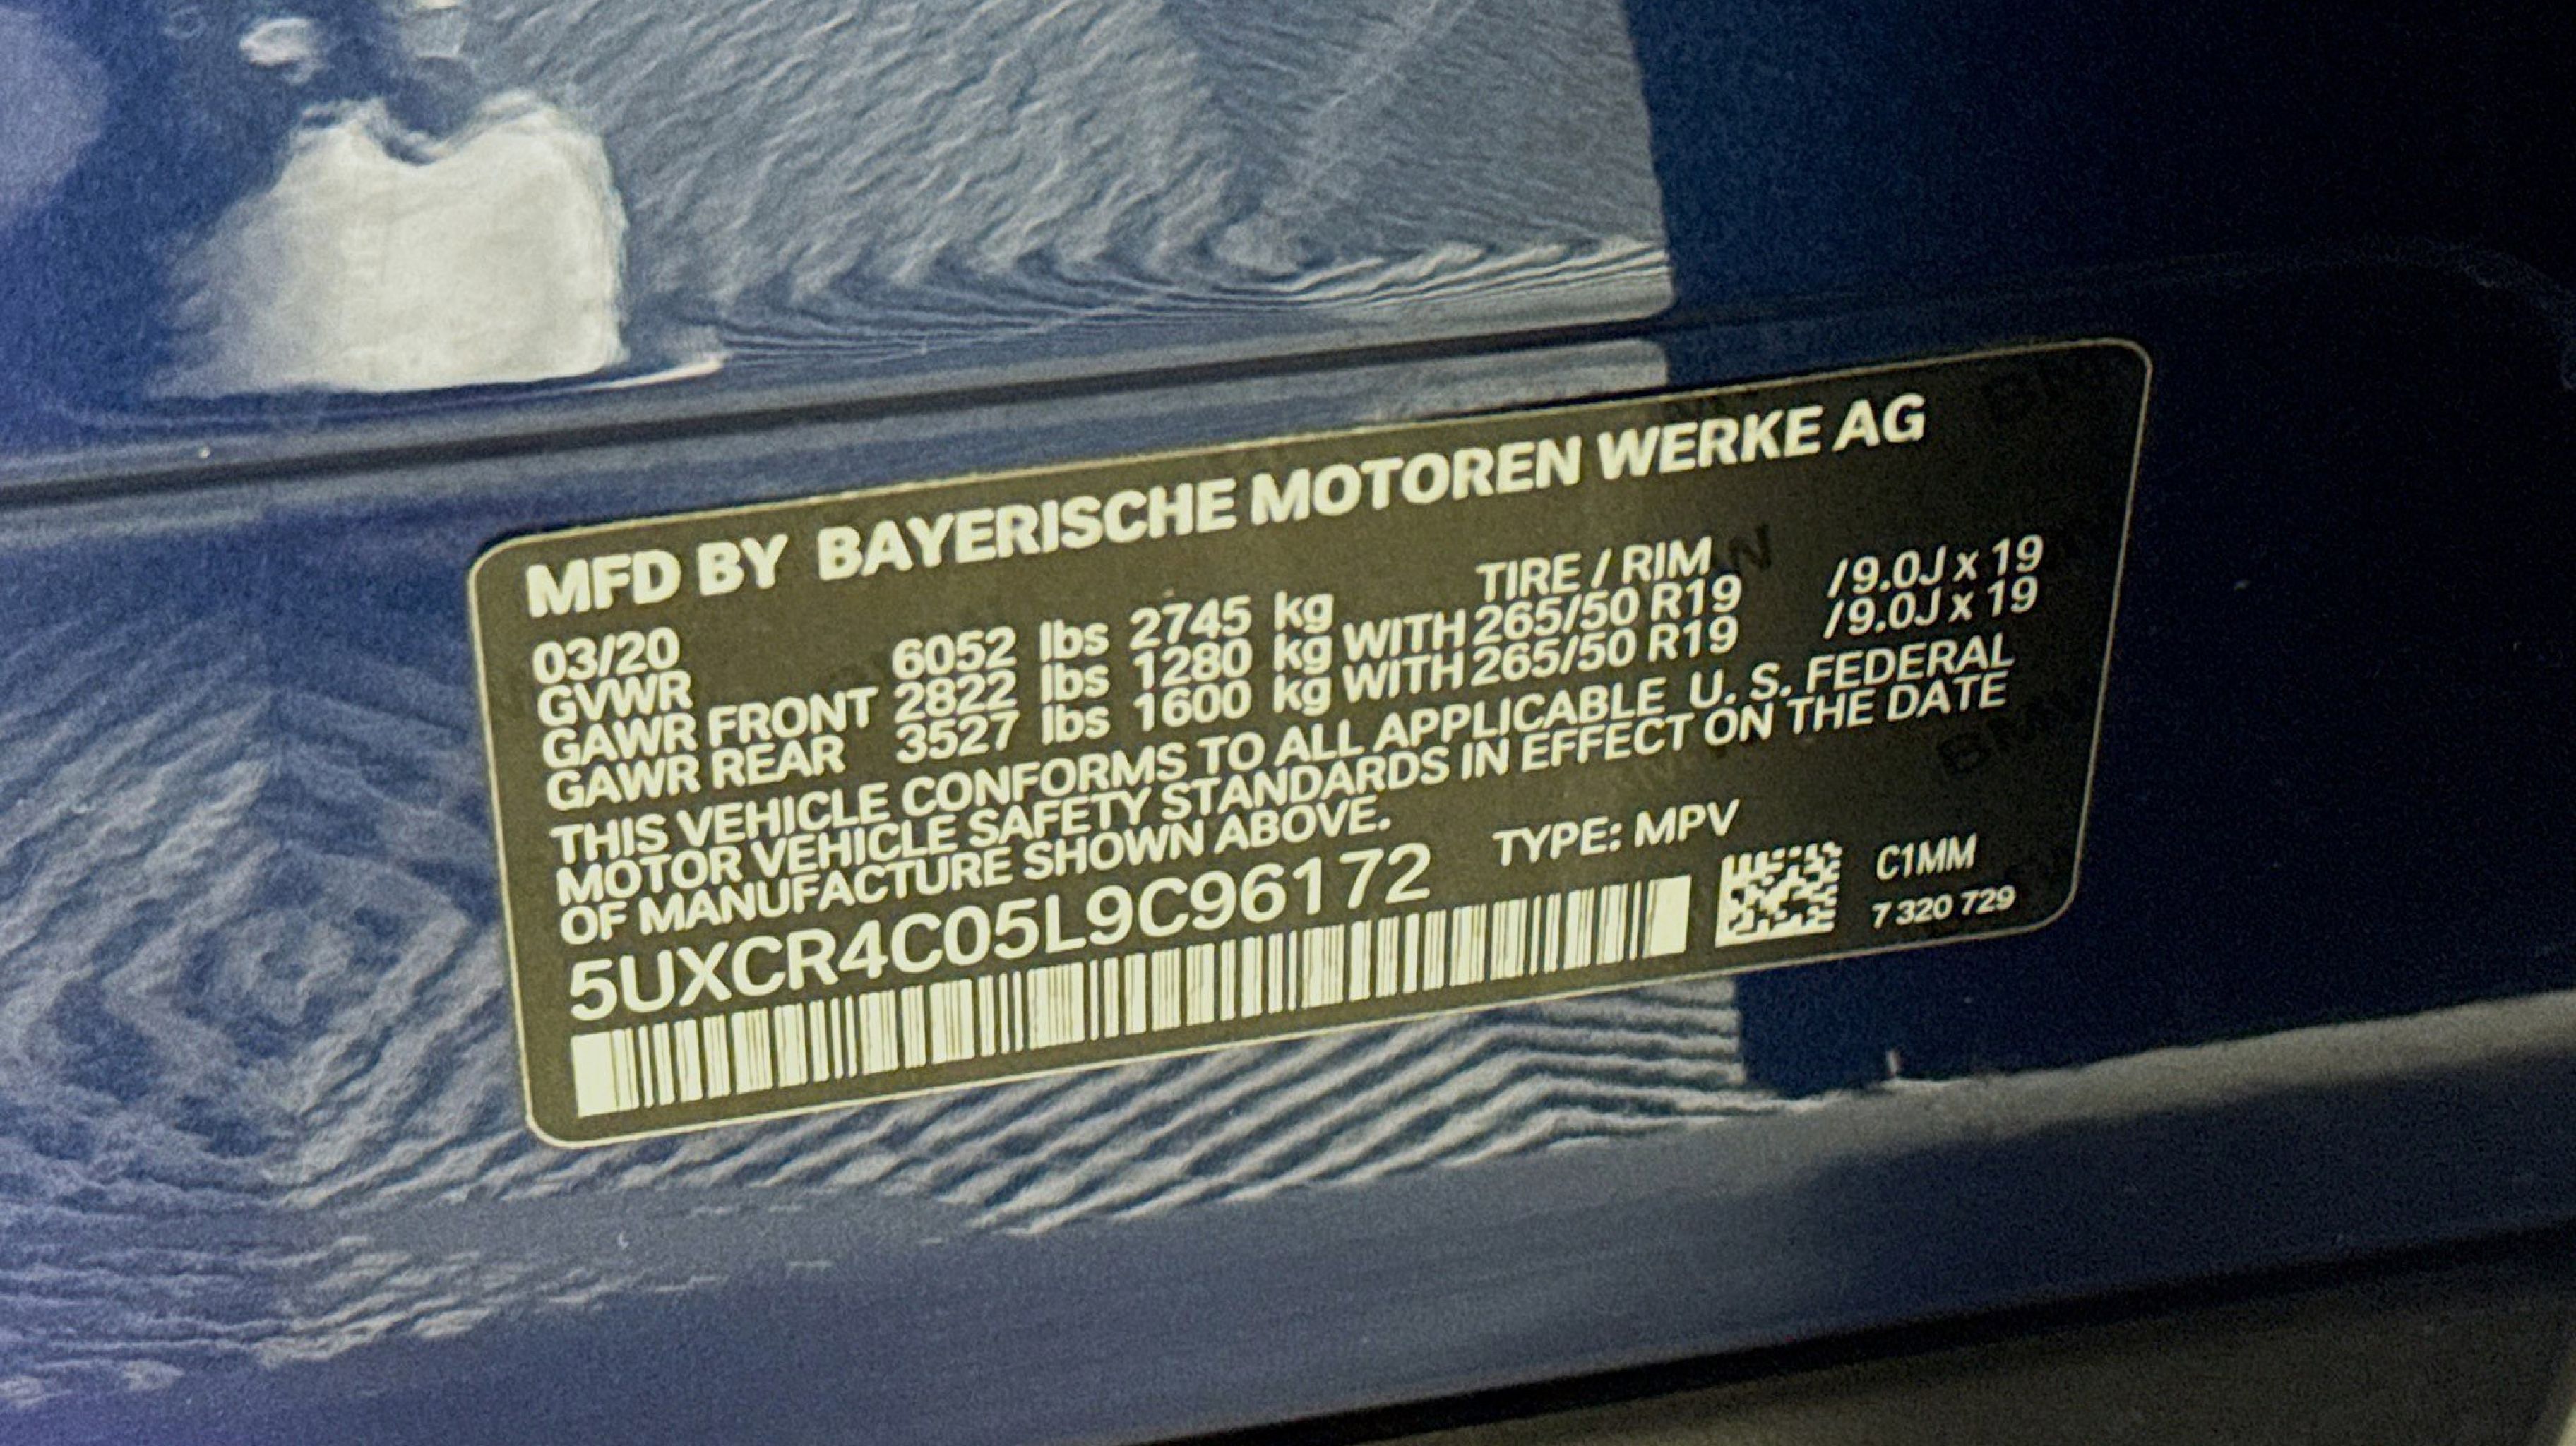 MFD BY BAYERISCHE MOTOREN WERKE AG
03/20 TIRE / RIM
GVWR 6052 lbs 2745 kg
GAWR FRONT 2822 lbs 1280 kg WITH 265/50 R19 /9.0J x 19
GAWR REAR 3527 lbs 1600 kg WITH 265/50 R19 /9.0J x 19
THIS VEHICLE CONFORMS TO ALL APPLICABLE U. S. FEDERAL
MOTOR VEHICLE SAFETY STANDARDS IN EFFECT ON THE DATE
OF MANUFACTURE SHOWN ABOVE.
5UXCR4C05L9C96172 TYPE: MPV
C1MM
7 320 729